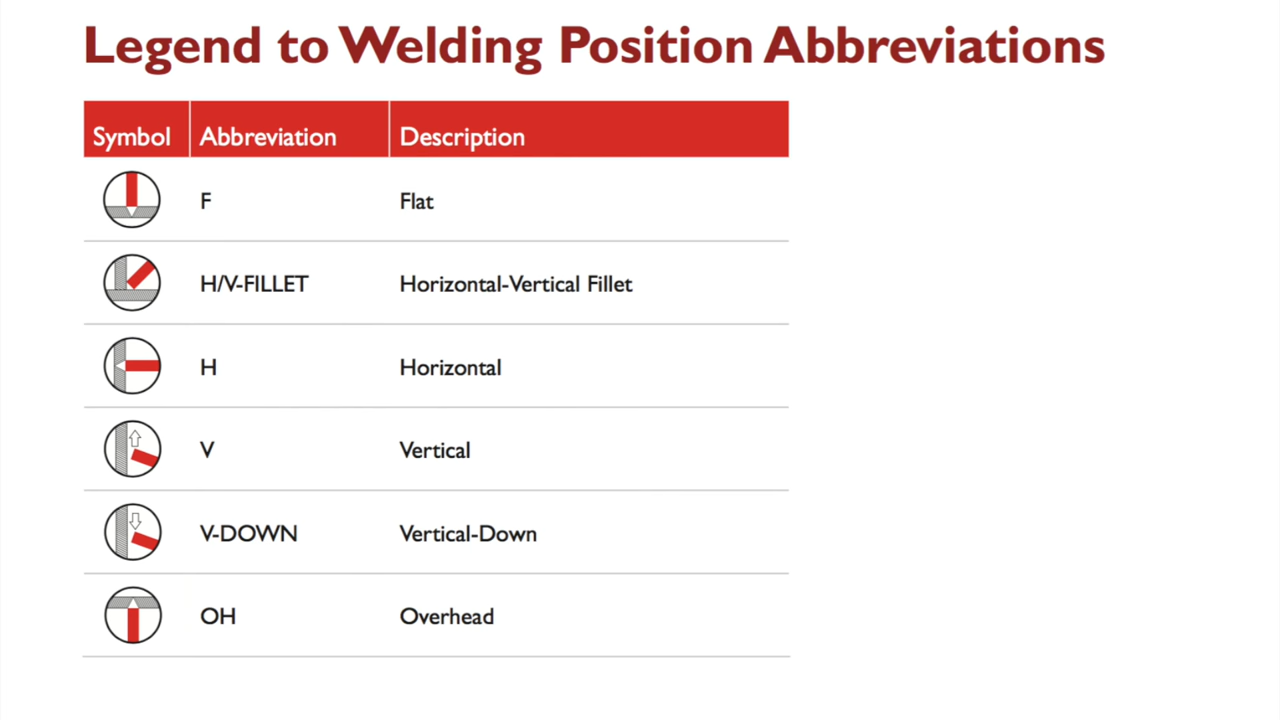 Legend to Welding Position Abbreviations
Symbol Abbreviation Description
F Flat
H/V-FILLET Horizontal-Vertical Fillet
H Horizontal
V Vertical
V-DOWN Vertical-Down
OH Overhead